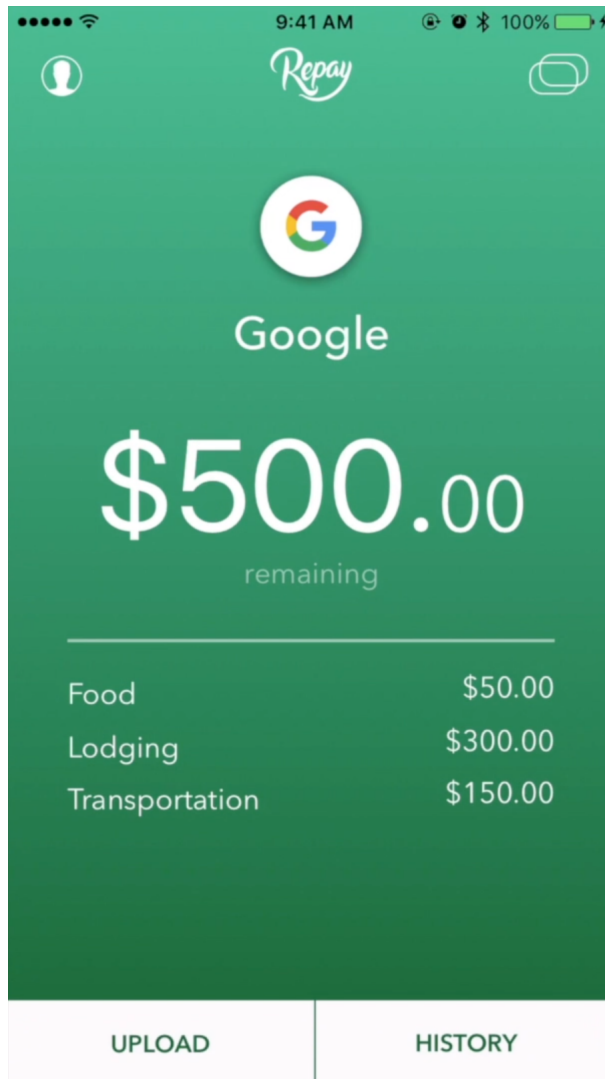 9:41 AM 100%
Repay
G
Google
$500.00
remaining
Food $50.00
Lodging $300.00
Transportation $150.00
UPLOAD HISTORY